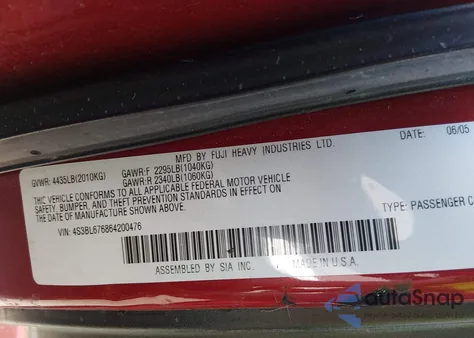 MFD. BY FUJI HEAVY INDUSTRIES LTD.
DATE: 06/05
GVWR: 4435LB(2010KG)
GAWR:F 2295LB(1040KG)
GAWR:R 2340LB(1060KG)
THIC VEHICLE CONFORMS TO ALL APPLICABLE FEDERAL MOTOR VEHICLE
SAFETY, BUMPER, AND THEFT PREVENTION STANDARDS IN EFFECT ON
THE DATE OF MANUFACTURE SHOWN ABOVE.
VIN: 4S3BL676864200476
TYPE: PASSENGER C
ASSEMBLED BY SIA INC. MADE IN U.S.A.
autoSnap